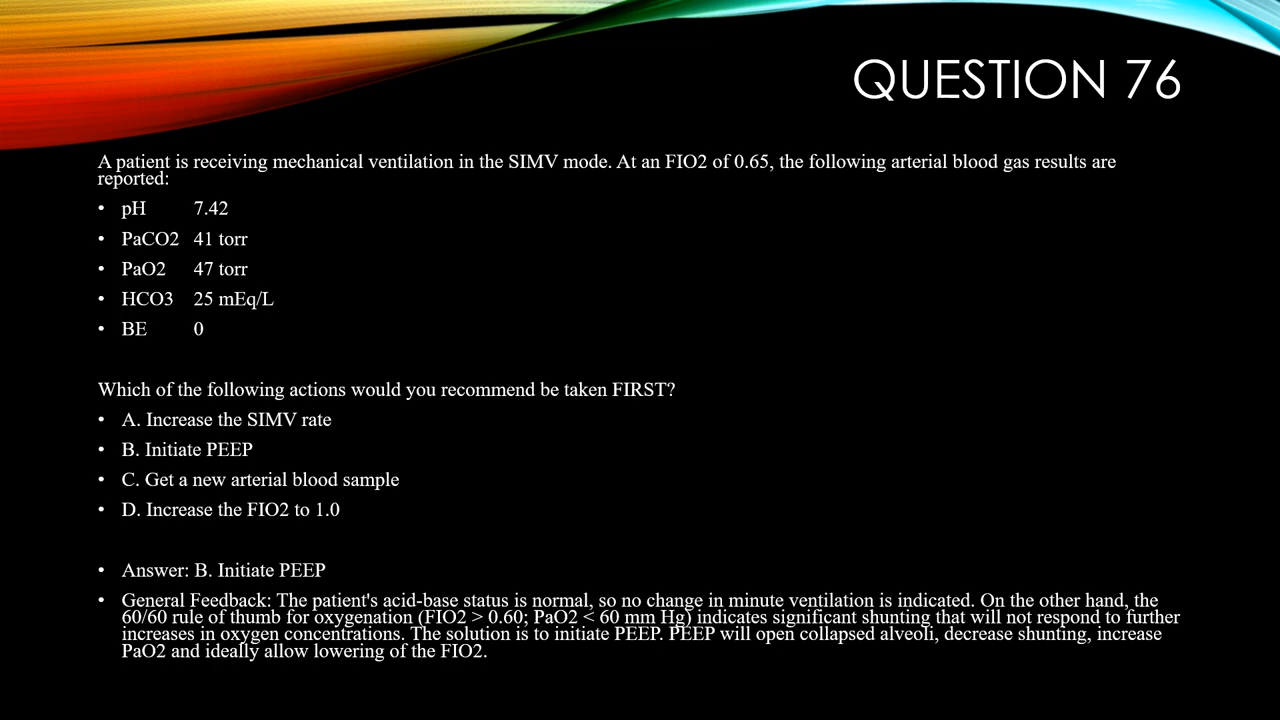 QUESTION 76
A patient is receiving mechanical ventilation in the SIMV mode. At an FIO2 of 0.65, the following arterial blood gas results are
reported:
• pH 7.42
• PaCO2 41 torr
• PaO2 47 torr
• HCO3 25 mEq/L
• BE 0
Which of the following actions would you recommend be taken FIRST?
• A. Increase the SIMV rate
• B. Initiate PEEP
• C. Get a new arterial blood sample
• D. Increase the FIO2 to 1.0
• Answer: B. Initiate PEEP
• General Feedback: The patient's acid-base status is normal, so no change in minute ventilation is indicated. On the other hand, the
60/60 rule of thumb for oxygenation (FIO2 > 0.60; PaO2 < 60 mm Hg) indicates significant shunting that will not respond to further
increases in oxygen concentrations. The solution is to initiate PEEP. PEEP will open collapsed alveoli, decrease shunting, increase
PaO2 and ideally allow lowering of the FIO2.